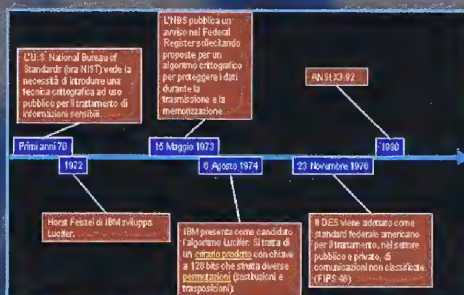 L'U.S. National Bureau of
Standards (ora NIST) vede la
necessità di introdurre una
tecnica crittografica ad uso
pubblico per il trattamento di
informazioni sensibili.
L'NBS pubblica un
avviso nel Federal
Register sollecitando
proposte per un
algoritmo crittografico
per proteggere i dati
durante la
trasmissione e la
memorizzazione.
ANSI X3.92
Primi anni 70
15 Maggio 1973
1980
1972
6 Agosto 1974
23 Novembre 1976
Horst Feistel di IBM sviluppa
Lucifer.
IBM presenta come candidato
l'algoritmo Lucifer. Si tratta di
un cifrario prodotto con chiave
a 128 bits che sfrutta diverse
permutazioni (sostituzioni e
trasposizioni).
Il DES viene adottato come
standard federale americano
per il trattamento, nel settore
pubblico e privato, di
comunicazioni non classificate.
(FIPS 46)